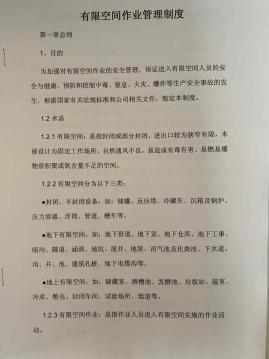 有限空间作业管理制度
第一章总则
1、目的
为加强对有限空间作业的安全管理，保证进入有限空间人员的安
全与健康，预防和控制中毒、窒息、火灾、爆炸等生产安全事故的发
生，根据国家有关法规标准和公司相关文件，制定本制度。
1.2 术语
1.2.1 有限空间：是指封闭或部分封闭，进出口较为狭窄有限，未
被设计为固定工作场所，自然通风不良，易造成有毒有害、易燃易爆
物质积聚或氧含量不足的空间。
1.2.2 有限空间分为以下三类：
●封闭、半封闭设备，如：储罐、反应塔、冷藏车、沉箱及锅炉、
压力容器、浮筒、管道、槽车等。
●地下有限空间，如：地下管道、地下室、地下仓库、地下工事、
暗沟、隧道、涵洞、地坑、废井、地窖、沼气池及化粪池、下水道、
沟、井、池、建筑孔桩、地下电缆沟等。
●地上有限空间，如：储藏室、酒糟池、发酵池、垃圾站、温室、
冷库、粮仓、封闭车间、试验场所、烟道等。
1.2.3 有限空间作业：是指作业人员进入有限空间实施的作业活
动。